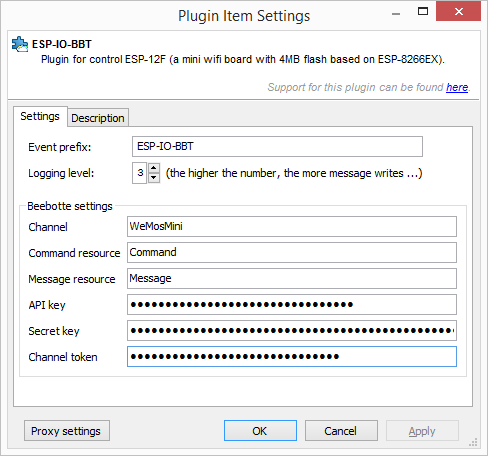 Plugin Item Settings
ESP-IO-BBT
Plugin for control ESP-12F (a mini wifi board with 4MB flash based on ESP-8266EX).
Support for this plugin can be found here.
Settings Description
Event prefix: ESP-IO-BBT
Logging level: 3 (the higher the number, the more message writes ...)
Beebotte settings
Channel WeMosMini
Command resource Command
Message resource Message
API key ●●●●●●●●●●●●●●●●●●●●●●●●●●●●●●●●
Secret key ●●●●●●●●●●●●●●●●●●●●●●●●●●●●●●●●●●●●●●●●●●●●●●●
Channel token ●●●●●●●●●●●●●●●●●●●●●●●●●●●●●●
Proxy settings OK Cancel Apply